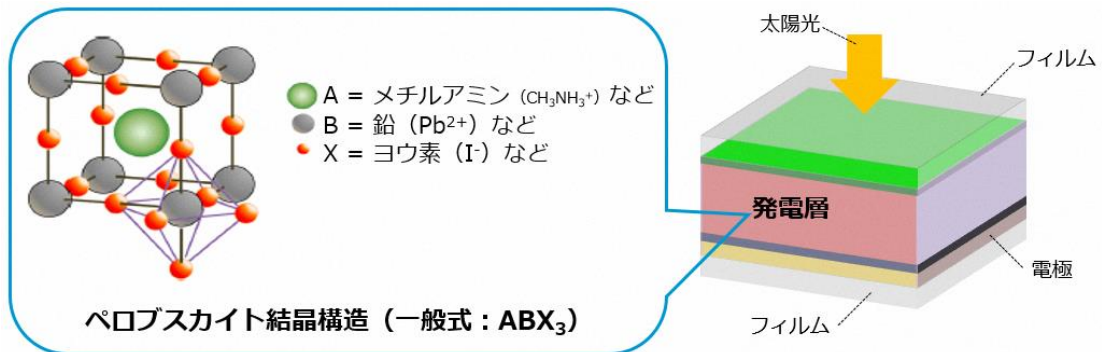 A = メチルアミン（CH₃NH₃⁺）など
B = 鉛（Pb²⁺）など
X = ヨウ素（I⁻）など
ペロブスカイト結晶構造（一般式：ABX₃）
太陽光
フィルム
発電層
電極
フィルム